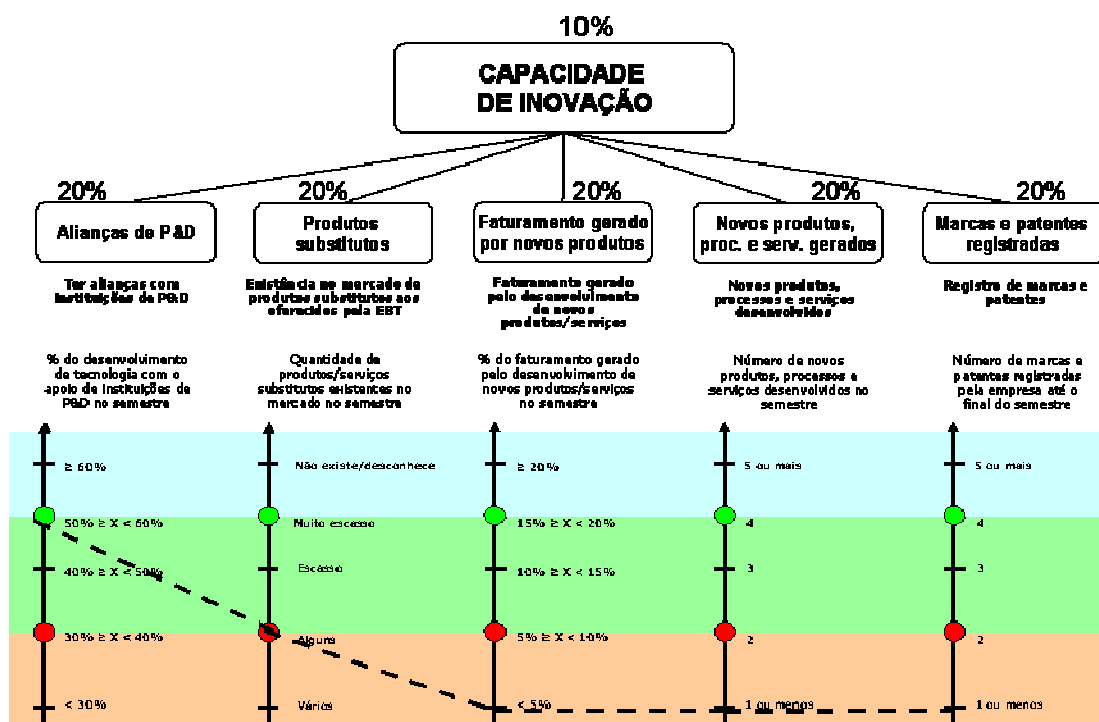 10%
CAPACIDADE
DE INOVAÇÃO
20%
20%
20%
20%
20%
Alianças de P&D
Produtos
substitutos
Faturamento gerado
por novos produtos
Novos produtos,
proc. e serv. gerados
Marcas e patentes
registradas
Ter alianças com
instituições de P&D
Existência no mercado de
produtos substitutos aos
oferecidos pela EBT
Faturamento gerado
pelo desenvolvimento
de novos
produtos/serviços
Novos produtos,
processos e serviços
desenvolvidos
Registro de marcas e
patentes
% do desenvolvimento
de tecnologia com o
apoio de instituições de
P&D no semestre
Quantidade de
produtos/serviços
substitutos existentes no
mercado no semestre
% do faturamento gerado
pelo desenvolvimento de
novos produtos/serviços
no semestre
Número de novos
produtos, processos e
serviços desenvolvidos no
semestre
Número de marcas e
patentes registradas
pela empresa até o
final do semestre
≥ 60%
Não existe/desconhece
≥ 20%
5 ou mais
5 ou mais
50% ≥ X < 60%
Muito escasso
15% ≥ X < 20%
4
4
40% ≥ X < 50%
Escasso
10% ≥ X < 15%
3
3
30% ≥ X < 40%
Alguns
5% ≥ X < 10%
2
2
< 30%
Vários
< 5%
1 ou menos
1 ou menos